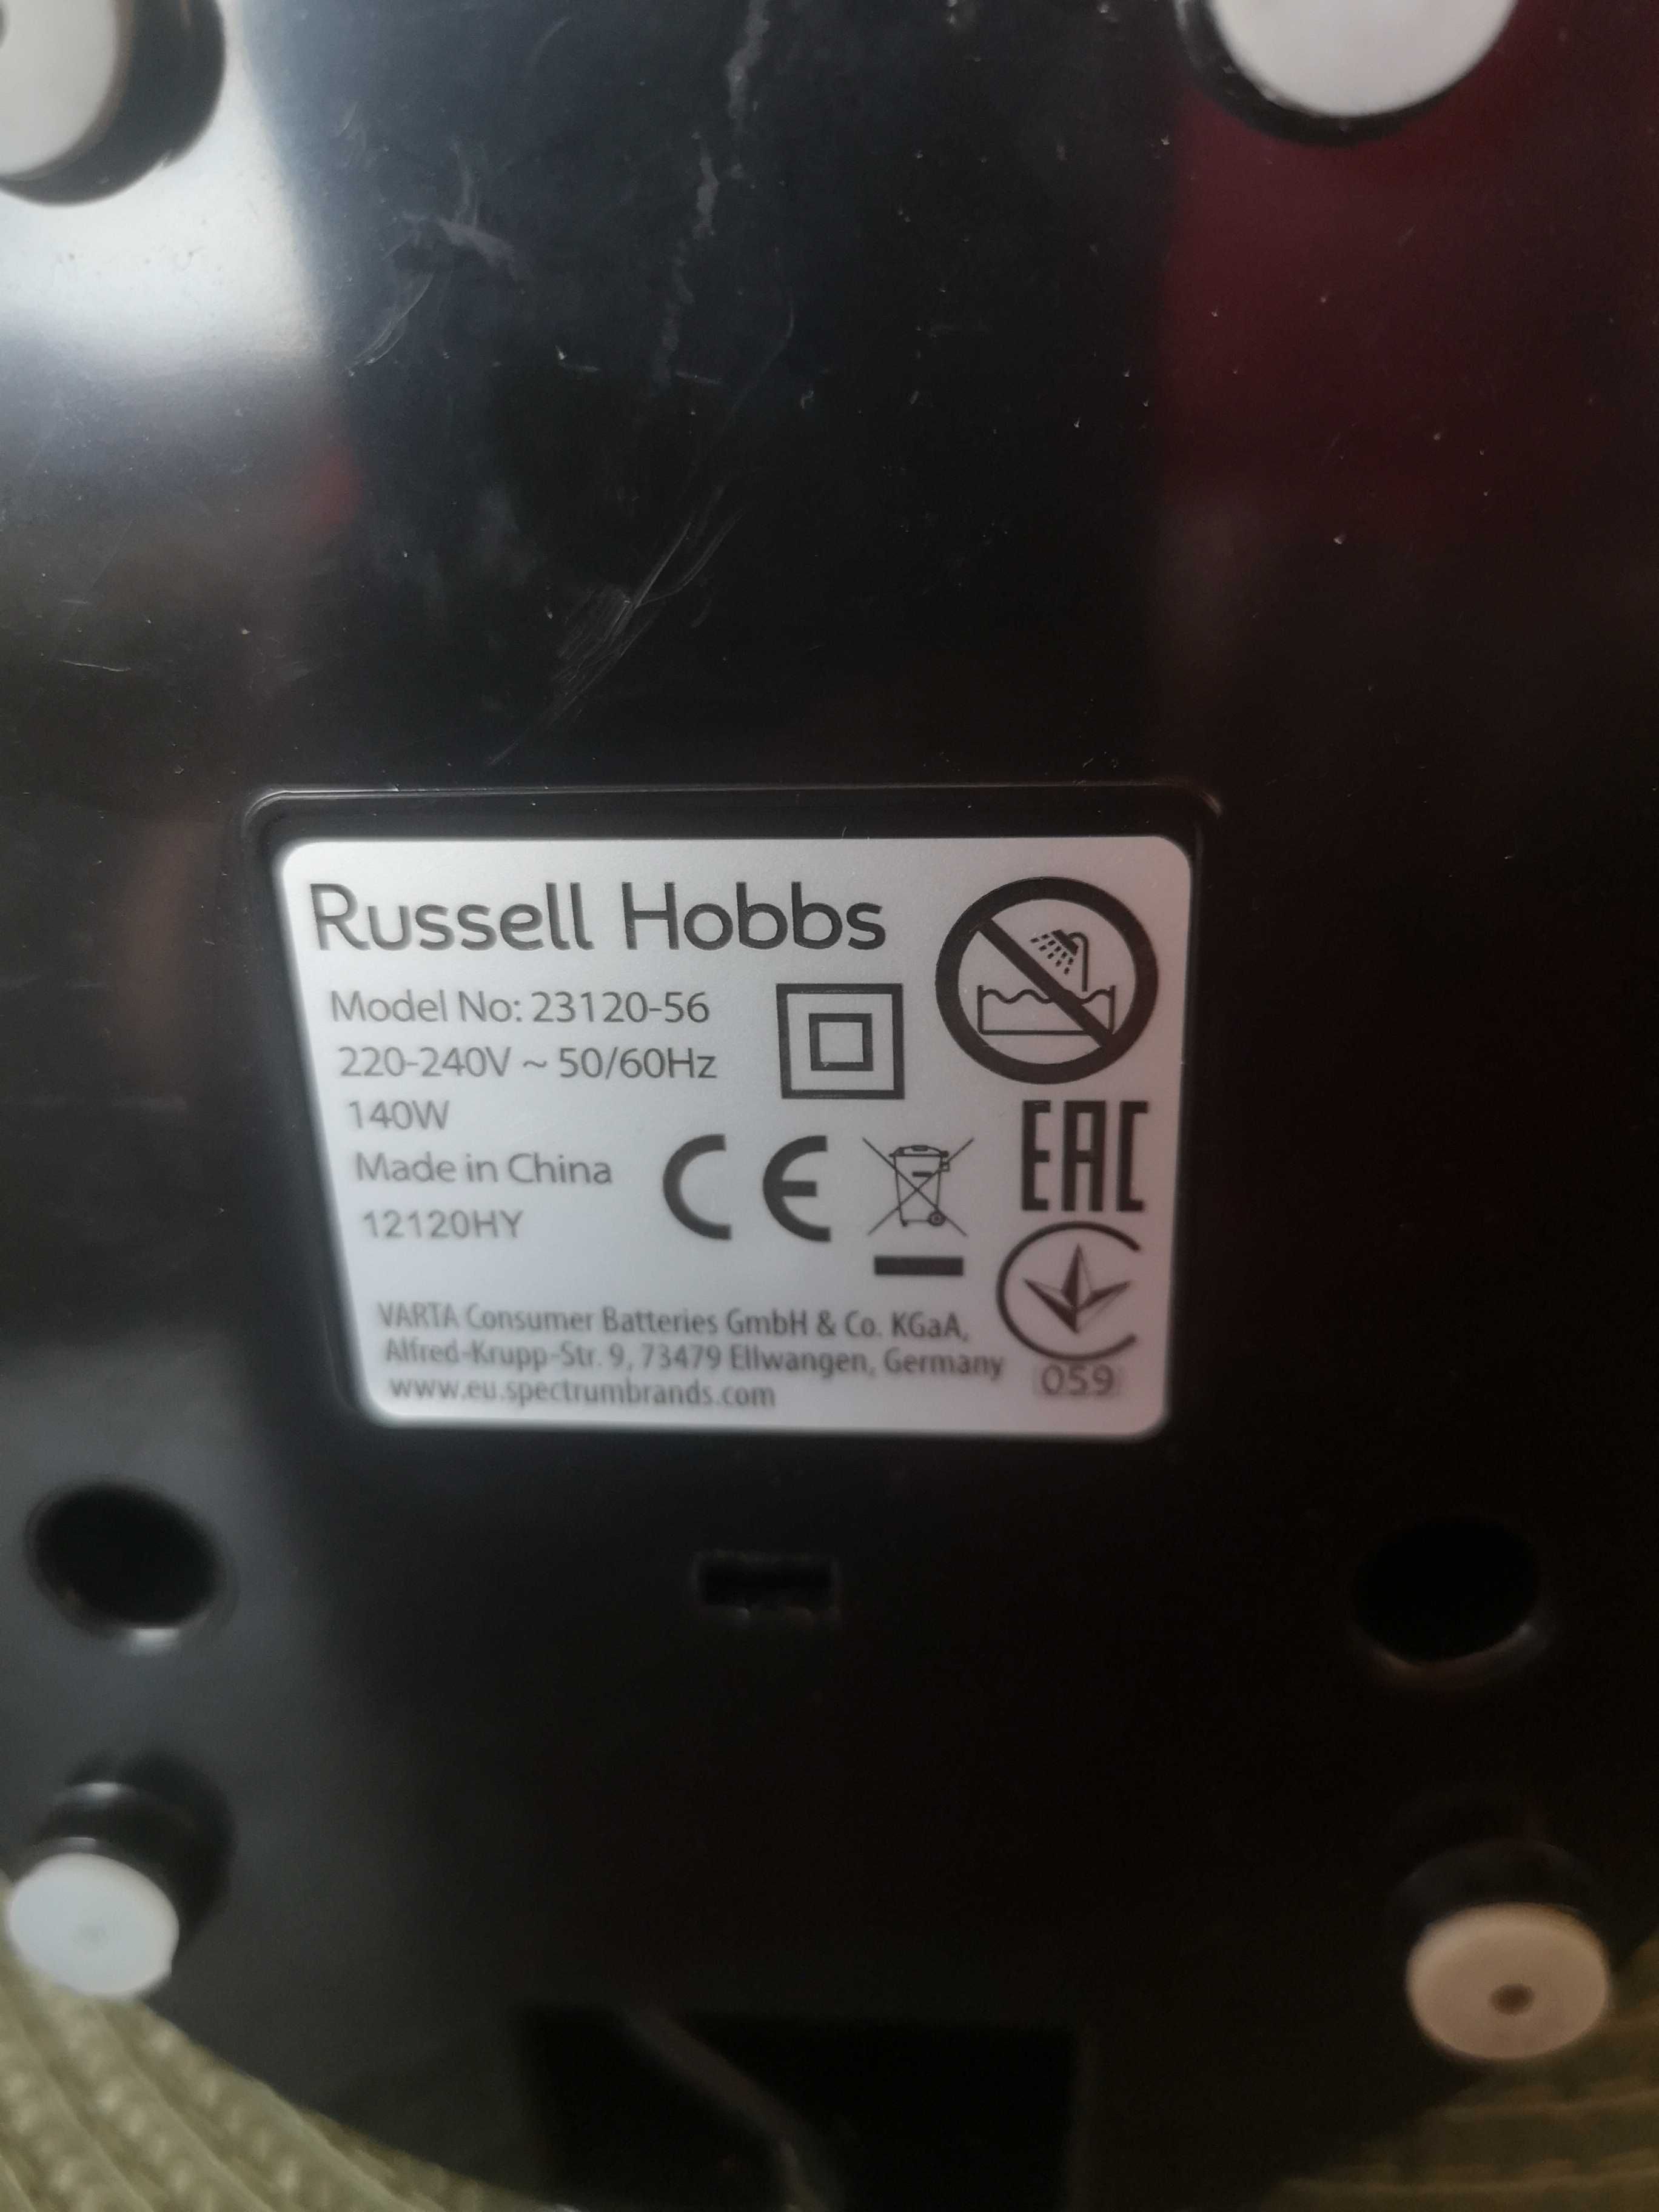 Russell Hobbs
Model No: 23120-56
220-240V ~ 50/60Hz
140W
Made in China
12120HY
CE
EAC
VARTA Consumer Batteries GmbH & Co. KGaA,
Alfred-Krupp-Str. 9, 73479 Ellwangen, Germany
www.eu.spectrumbrands.com
059